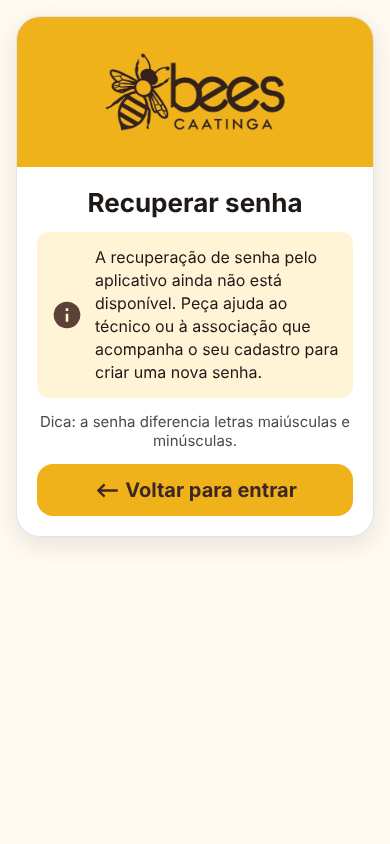 bees
CAATINGA
Recuperar senha
A recuperação de senha pelo
aplicativo ainda não está
disponível. Peça ajuda ao
técnico ou à associação que
acompanha o seu cadastro para
criar uma nova senha.
Dica: a senha diferencia letras maiúsculas e
minúsculas.
← Voltar para entrar